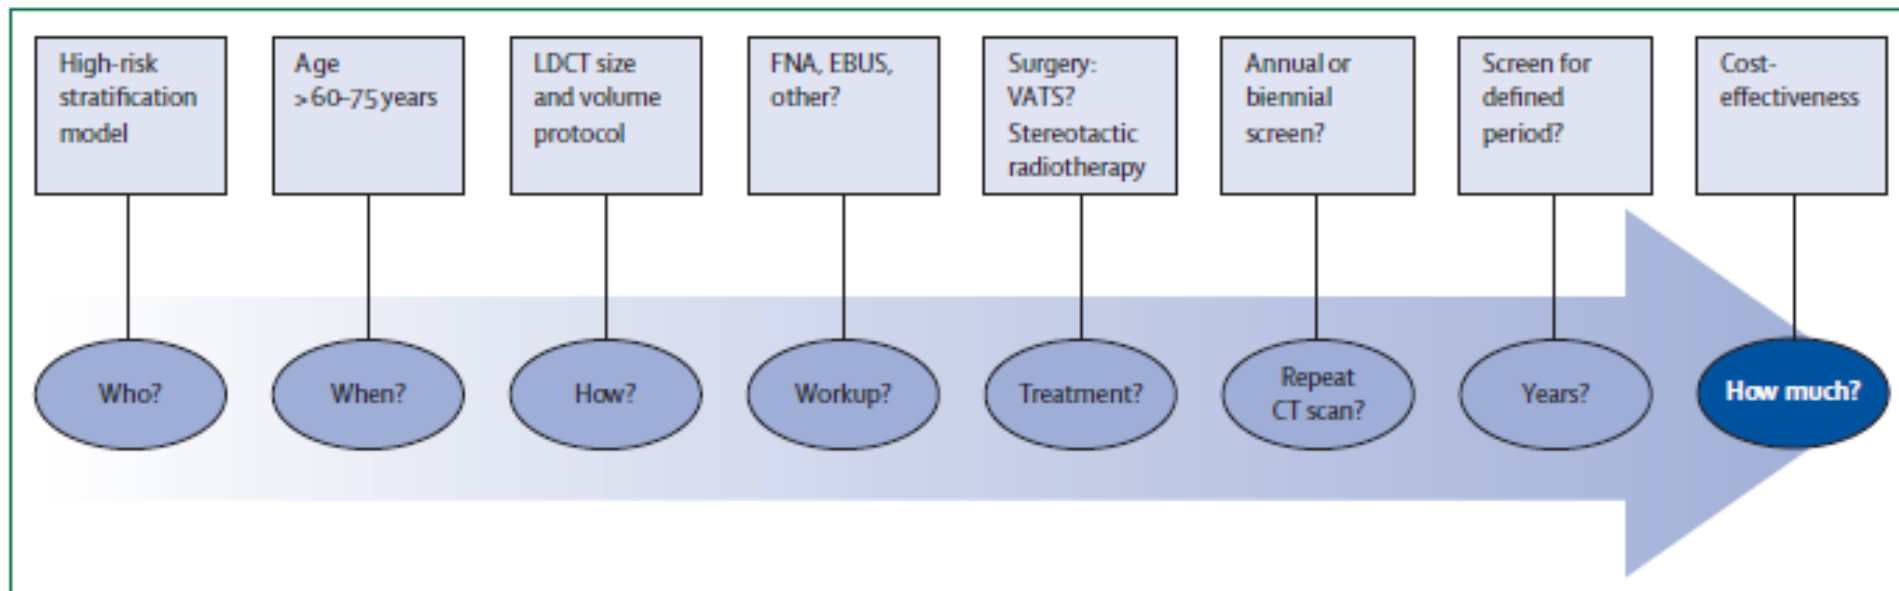 High-risk
stratification
model
Age
>60–75 years
LDCT size
and volume
protocol
FNA, EBUS,
other?
Surgery:
VATS?
Stereotactic
radiotherapy
Annual or
biennial
screen?
Screen for
defined
period?
Cost-
effectiveness
Who?
When?
How?
Workup?
Treatment?
Repeat
CT scan?
Years?
How much?